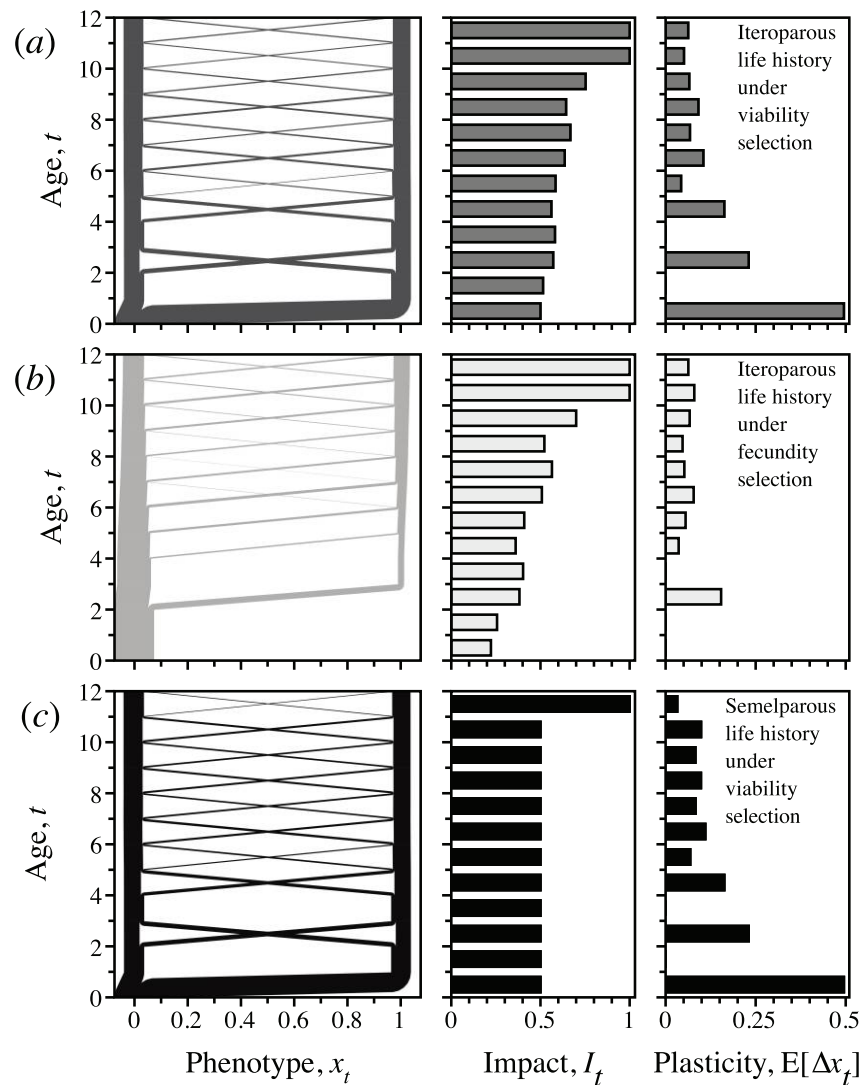 (a)
12
10
8
6
4
2
0
Age, t
Iteroparous
life history
under
viability
selection
(b)
12
10
8
6
4
2
0
Age, t
Iteroparous
life history
under
fecundity
selection
(c)
12
10
8
6
4
2
0
Age, t
Semelparous
life history
under
viability
selection
0 0.2 0.4 0.6 0.8 1
0 0.5 1
0 0.25 0.5
Phenotype, xₜ
Impact, Iₜ
Plasticity, E[Δxₜ]